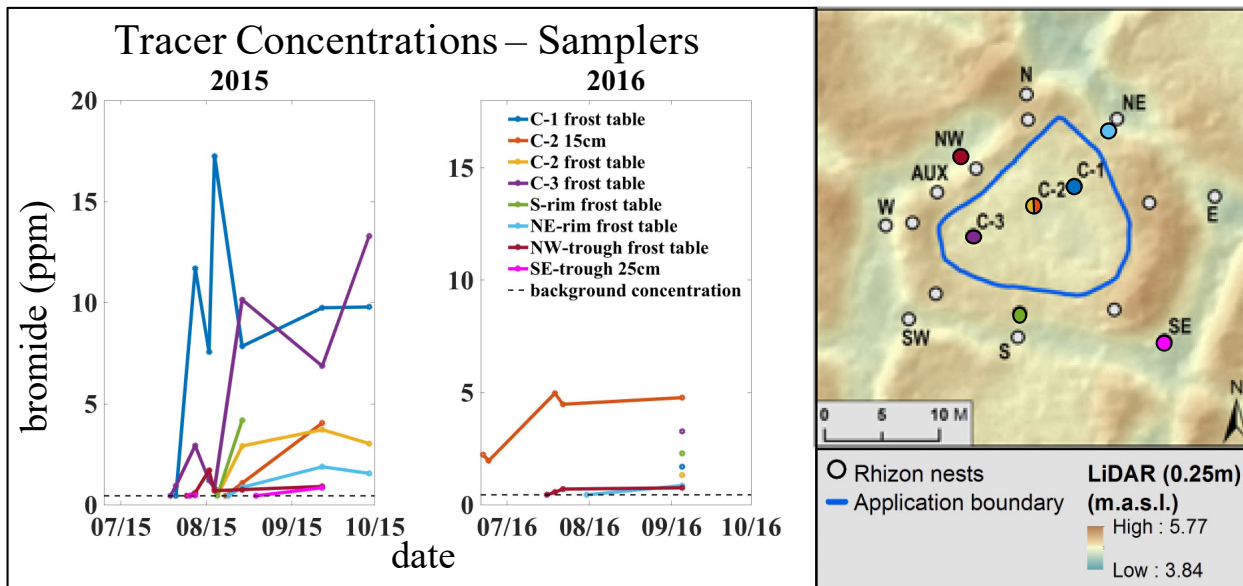 Tracer Concentrations – Samplers
2015
2016
bromide (ppm)
20
15
10
5
0
07/15
08/15
09/15
10/15
15
10
5
0
07/16
08/16
09/16
10/16
date
C-1 frost table
C-2 15cm
C-2 frost table
C-3 frost table
S-rim frost table
NE-rim frost table
NW-trough frost table
SE-trough 25cm
background concentration
N
NE
NW
C-1
AUX
C-2
W
E
C-3
SW
S
SE
N
0 5 10 M
Rhizon nests
Application boundary
LiDAR (0.25m)
(m.a.s.l.)
High : 5.77
Low : 3.84